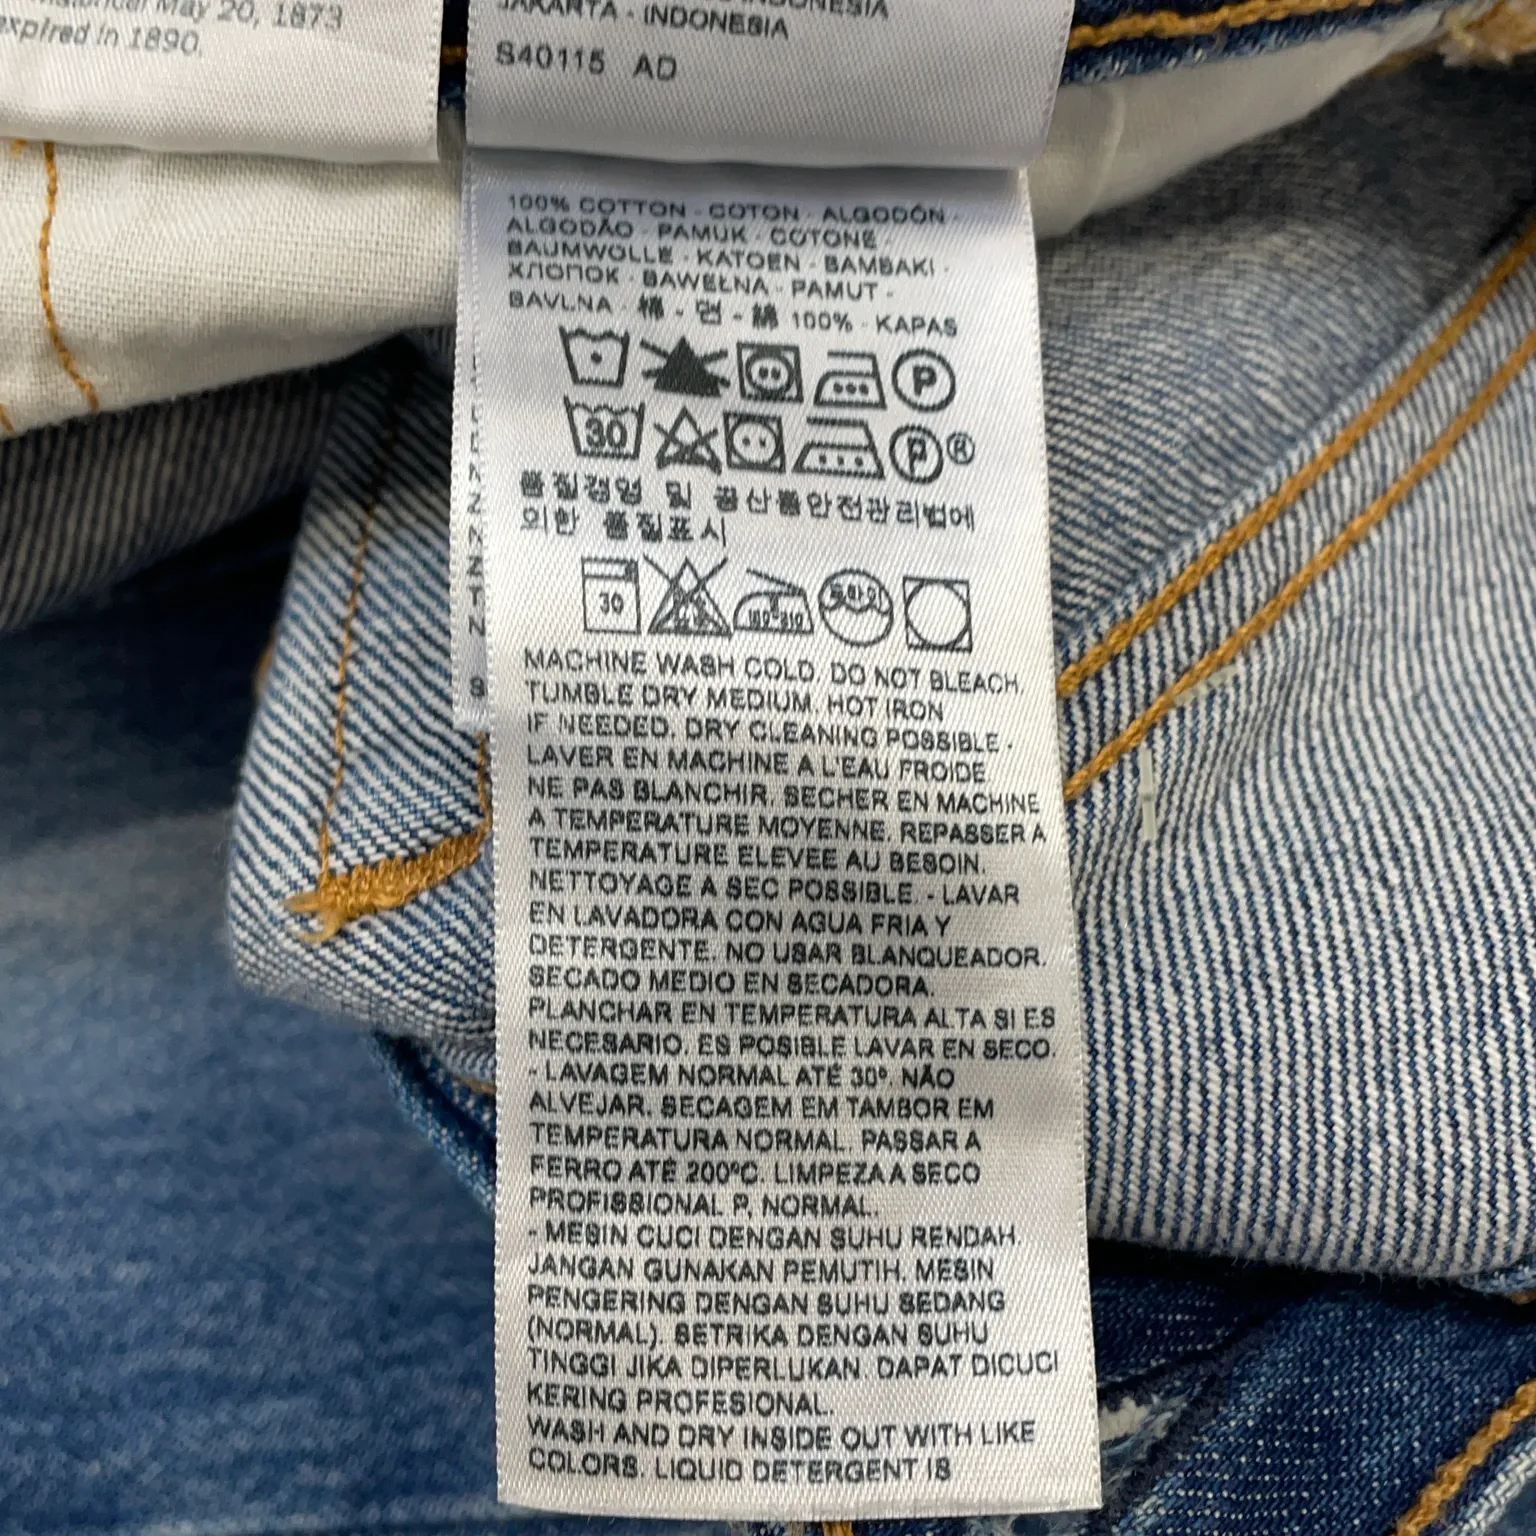 May 20, 1873
expired in 1890.
INDONESIA
JAKARTA - INDONESIA
S40115 AD
100% COTTON - COTON - ALGODÓN -
ALGODÃO - PAMUK - COTONE -
BAUMWOLLE - KATOEN - BAMBAKI -
ХЛОПОК - BAWEŁNA - PAMUT -
BAVLNA - 棉 - 면 - 綿 100% - KAPAS
P
30 P ®
품질경영 및 공산품안전관리법에
의한 품질표시
30 180~210 드라이
MACHINE WASH COLD. DO NOT BLEACH.
TUMBLE DRY MEDIUM. HOT IRON
IF NEEDED. DRY CLEANING POSSIBLE -
LAVER EN MACHINE A L'EAU FROIDE
NE PAS BLANCHIR. SECHER EN MACHINE
A TEMPERATURE MOYENNE. REPASSER A
TEMPERATURE ELEVEE AU BESOIN.
NETTOYAGE A SEC POSSIBLE. - LAVAR
EN LAVADORA CON AGUA FRIA Y
DETERGENTE. NO USAR BLANQUEADOR.
SECADO MEDIO EN SECADORA.
PLANCHAR EN TEMPERATURA ALTA SI ES
NECESARIO. ES POSIBLE LAVAR EN SECO.
- LAVAGEM NORMAL ATÉ 30º. NÃO
ALVEJAR. SECAGEM EM TAMBOR EM
TEMPERATURA NORMAL. PASSAR A
FERRO ATÉ 200ºC. LIMPEZA A SECO
PROFISSIONAL P, NORMAL.
- MESIN CUCI DENGAN SUHU RENDAH.
JANGAN GUNAKAN PEMUTIH. MESIN
PENGERING DENGAN SUHU SEDANG
(NORMAL). SETRIKA DENGAN SUHU
TINGGI JIKA DIPERLUKAN. DAPAT DICUCI
KERING PROFESIONAL.
WASH AND DRY INSIDE OUT WITH LIKE
COLORS. LIQUID DETERGENT IS